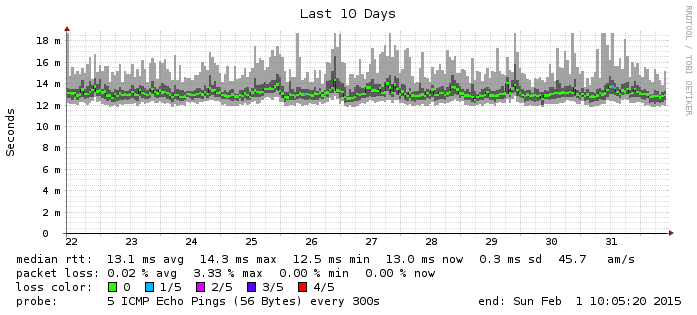 Last 10 Days
RRDTOOL / TOBI OETIKER
Seconds
18 m
16 m
14 m
12 m
10 m
8 m
6 m
4 m
2 m
0
22 23 24 25 26 27 28 29 30 31
median rtt: 13.1 ms avg 14.3 ms max 12.5 ms min 13.0 ms now 0.3 ms sd 45.7 am/s
packet loss: 0.02 % avg 3.33 % max 0.00 % min 0.00 % now
loss color: 0 1/5 2/5 3/5 4/5
probe: 5 ICMP Echo Pings (56 Bytes) every 300s end: Sun Feb 1 10:05:20 2015